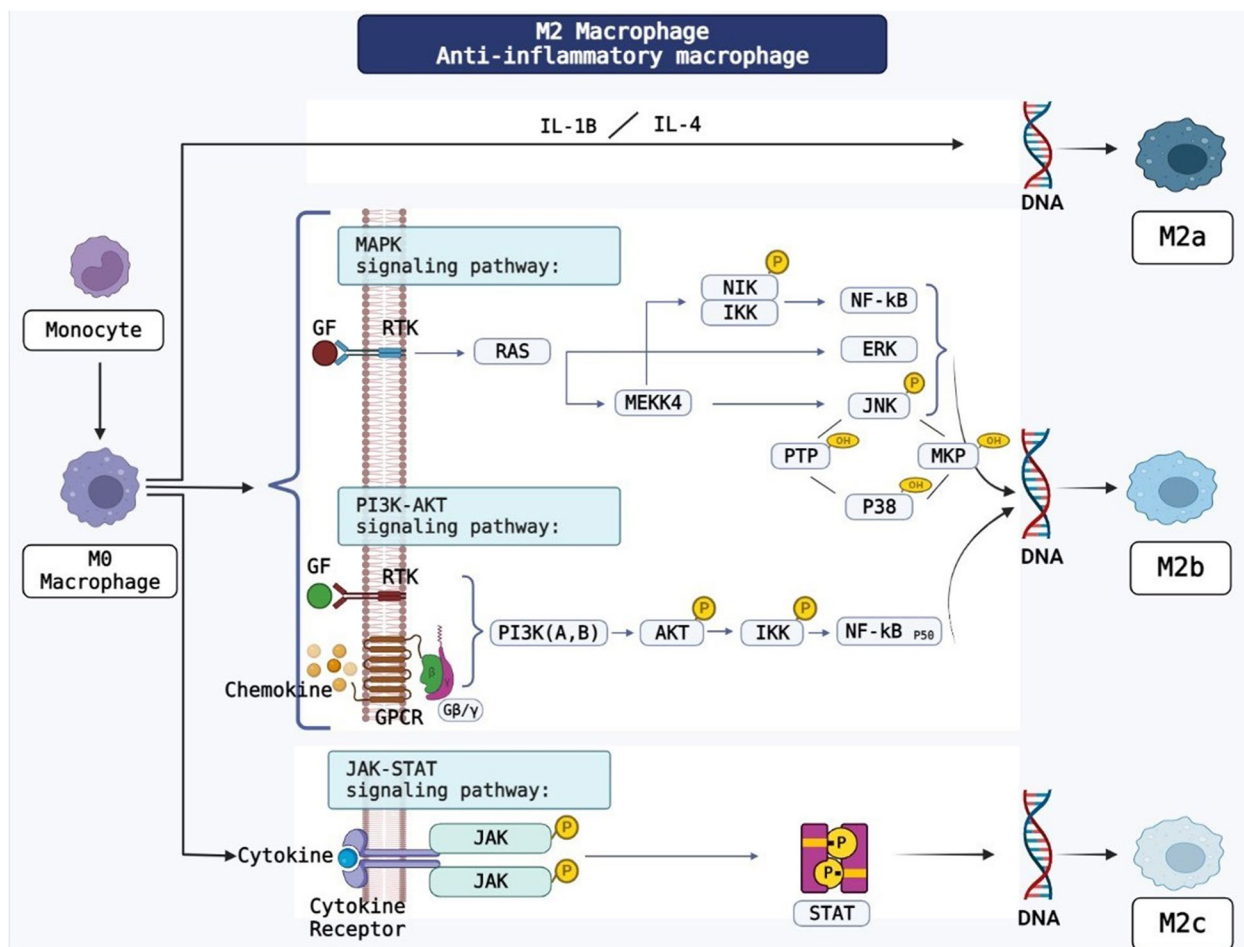 M2 Macrophage
Anti-inflammatory macrophage
IL-1B / IL-4
DNA
M2a
Monocyte
M0
Macrophage
MAPK
signaling pathway:
GF
RTK
RAS
MEKK4
P
NIK
IKK
NF-kB
ERK
P
JNK
PTP
OH
MKP
OH
P38
OH
DNA
M2b
PI3K-AKT
signaling pathway:
GF
RTK
Chemokine
GPCR
β
γ
Gβ/γ
PI3K(A,B)
AKT
P
IKK
P
NF-kB P50
JAK-STAT
signaling pathway:
Cytokine
Cytokine
Receptor
JAK
P
JAK
P
P
P
STAT
DNA
M2c